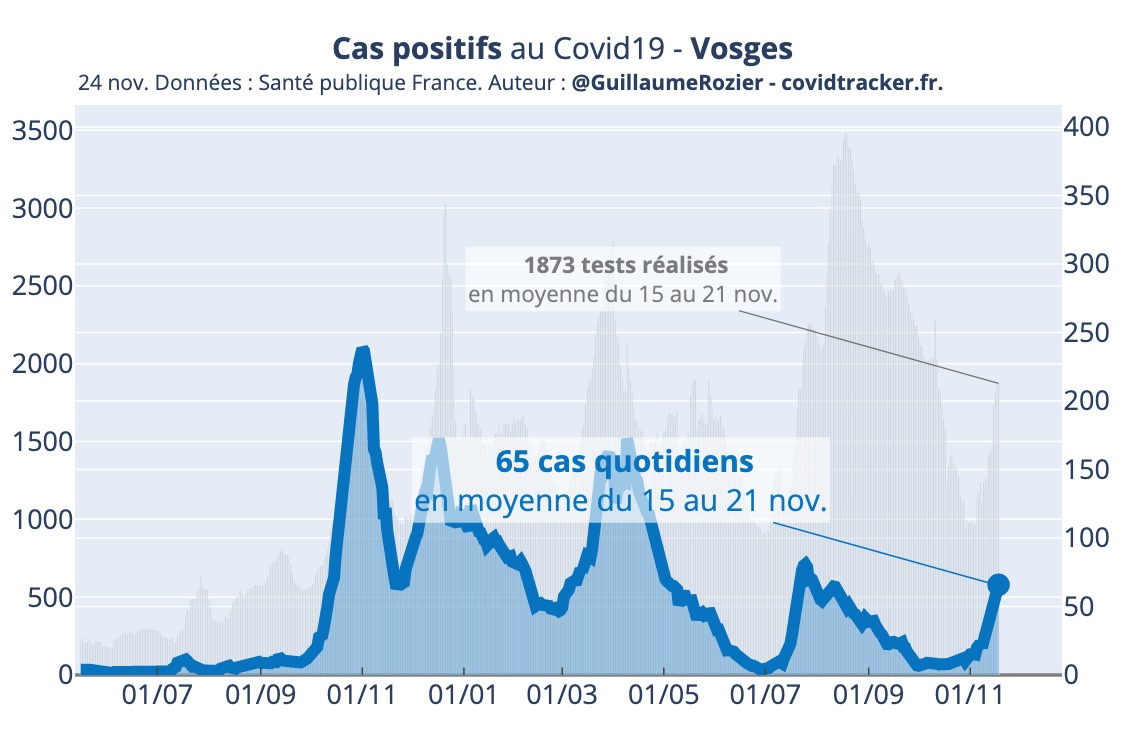 Cas positifs au Covid19 - Vosges
24 nov. Données : Santé publique France. Auteur : @GuillaumeRozier - covidtracker.fr.
3500
3000
2500
2000
1500
1000
500
0
400
350
300
250
200
150
100
50
0
1873 tests réalisés
en moyenne du 15 au 21 nov.
65 cas quotidiens
en moyenne du 15 au 21 nov.
01/07 01/09 01/11 01/01 01/03 01/05 01/07 01/09 01/11